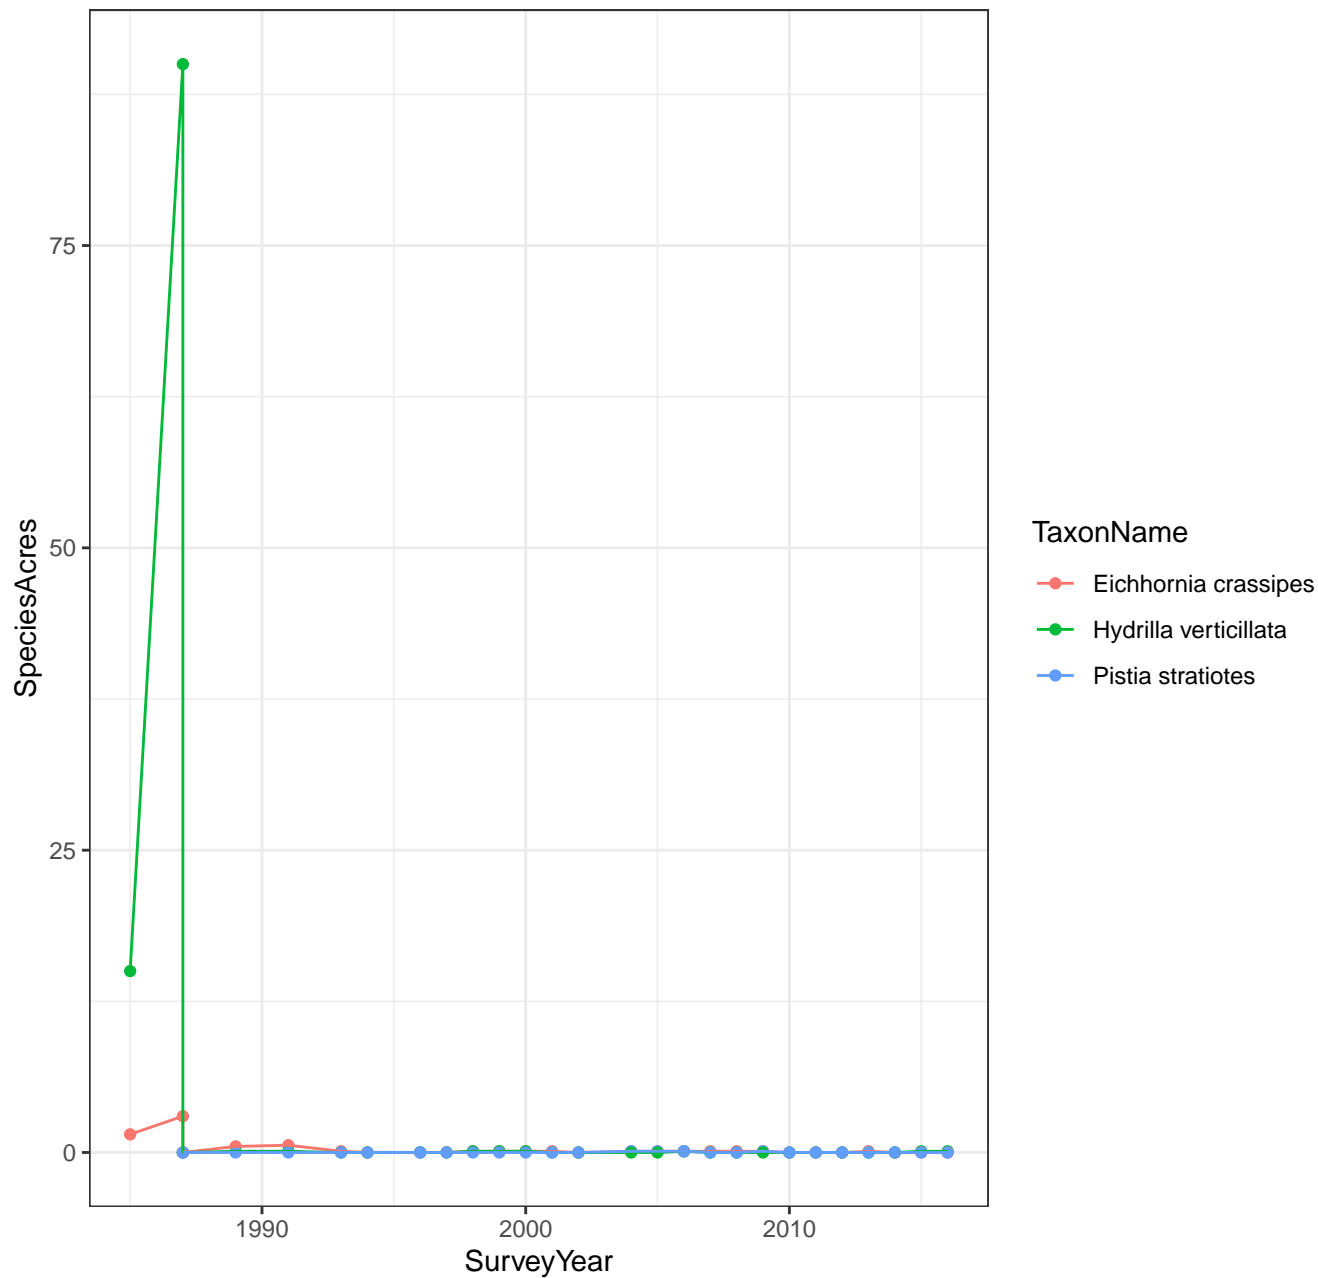 SpeciesAcres
75
50
25
0
1990
2000
2010
SurveyYear
TaxonName
Eichhornia crassipes
Hydrilla verticillata
Pistia stratiotes